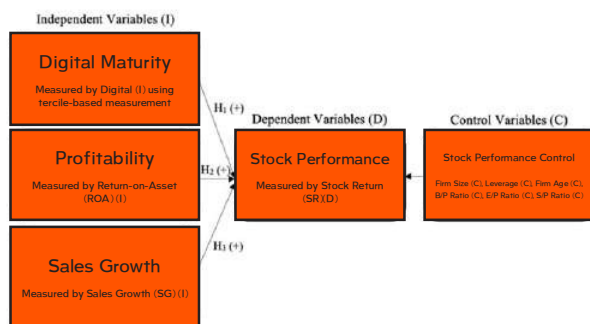 Independent Variables (I)
Digital Maturity
Measured by Digital (I) using
tercile-based measurement
H₁ (+)
Dependent Variables (D)
Control Variables (C)
Profitability
Measured by Return-on-Asset
(ROA) (I)
H₂ (+)
Stock Performance
Measured by Stock Return
(SR)(D)
Stock Performance Control
Firm Size (C), Leverage (C), Firm Age (C),
B/P Ratio (C), E/P Ratio (C), S/P Ratio (C)
H₃ (+)
Sales Growth
Measured by Sales Growth (SG) (I)